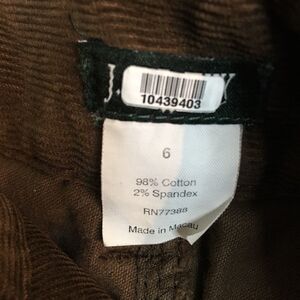 J.
10439403
6
98% Cotton
2% Spandex
RN77388
Made in Macau